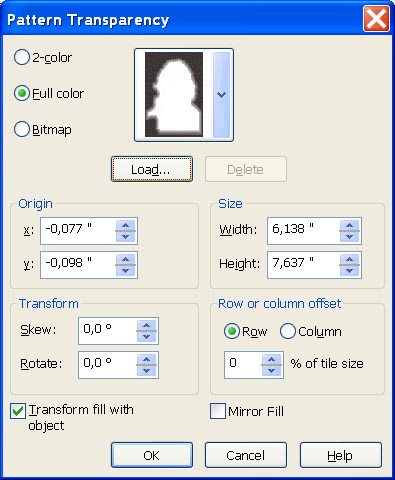 Pattern Transparency
2-color
Full color
Bitmap
Load...
Delete
Origin
x: -0,077 "
y: -0,098 "
Size
Width: 6,138 "
Height: 7,637 "
Transform
Skew: 0,0 º
Rotate: 0,0 º
Row or column offset
Row
Column
0 % of tile size
Transform fill with
object
Mirror Fill
OK
Cancel
Help